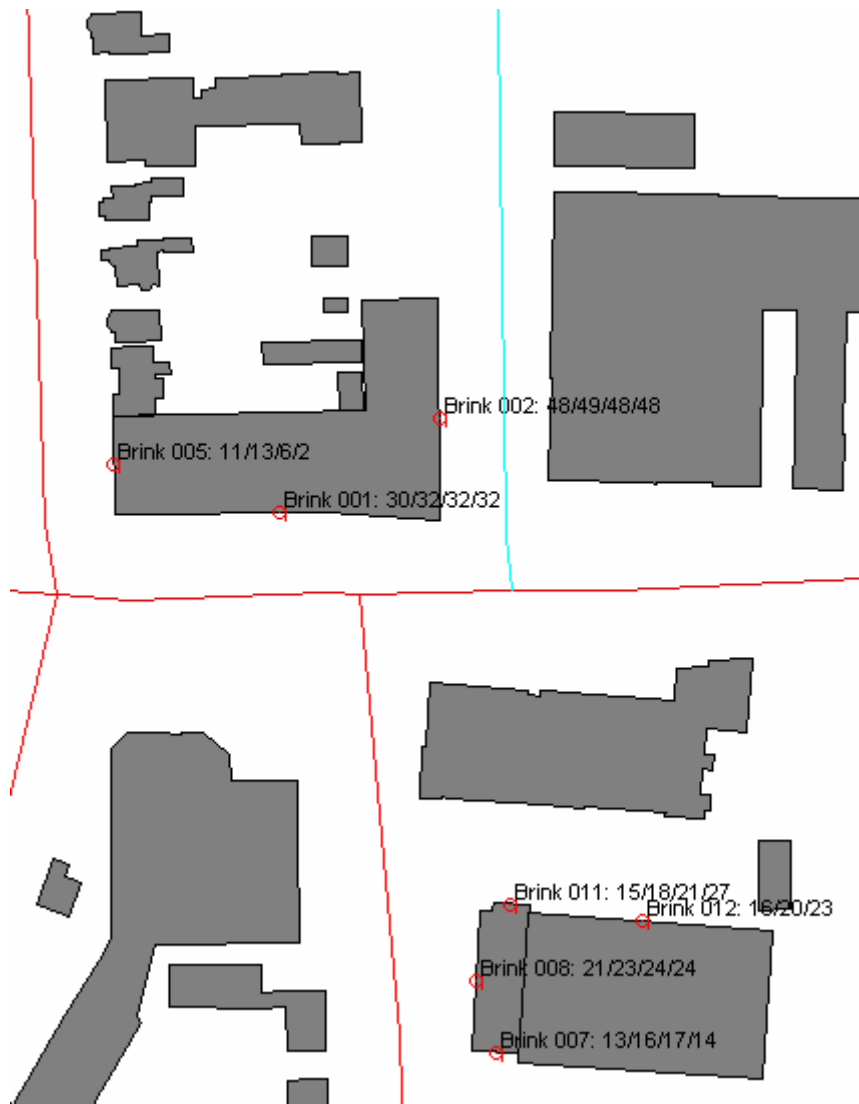 Brink 002: 48/49/48/48
Brink 005: 11/13/6/2
Brink 001: 30/32/32/32
Brink 011: 15/18/21/27
Brink 012: 16/20/23
Brink 008: 21/23/24/24
Brink 007: 13/16/17/14